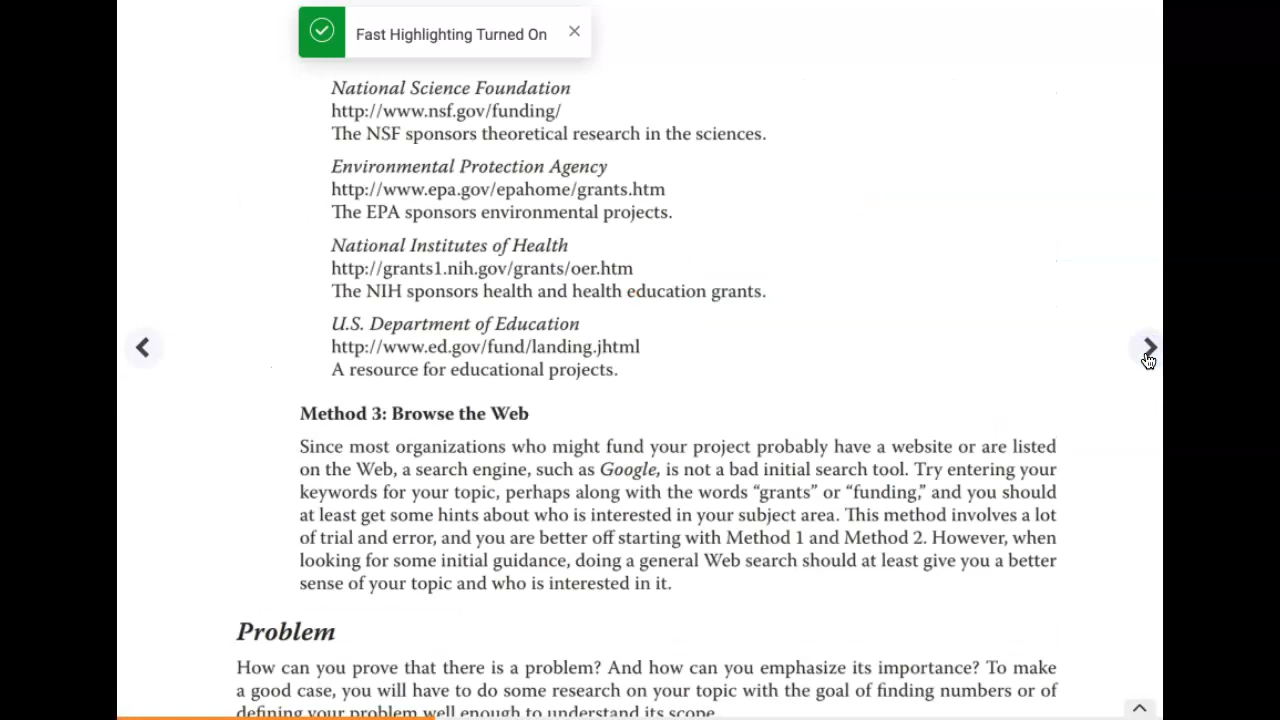 Fast Highlighting Turned On
National Science Foundation
http://www.nsf.gov/funding/
The NSF sponsors theoretical research in the sciences.
Environmental Protection Agency
http://www.epa.gov/epahome/grants.htm
The EPA sponsors environmental projects.
National Institutes of Health
http://grants1.nih.gov/grants/oer.htm
The NIH sponsors health and health education grants.
U.S. Department of Education
http://www.ed.gov/fund/landing.jhtml
A resource for educational projects.
Method 3: Browse the Web
Since most organizations who might fund your project probably have a website or are listed
on the Web, a search engine, such as Google, is not a bad initial search tool. Try entering your
keywords for your topic, perhaps along with the words “grants” or “funding,” and you should
at least get some hints about who is interested in your subject area. This method involves a lot
of trial and error, and you are better off starting with Method 1 and Method 2. However, when
looking for some initial guidance, doing a general Web search should at least give you a better
sense of your topic and who is interested in it.
Problem
How can you prove that there is a problem? And how can you emphasize its importance? To make
a good case, you will have to do some research on your topic with the goal of finding numbers or of
defining your problem well enough to understand its scope.